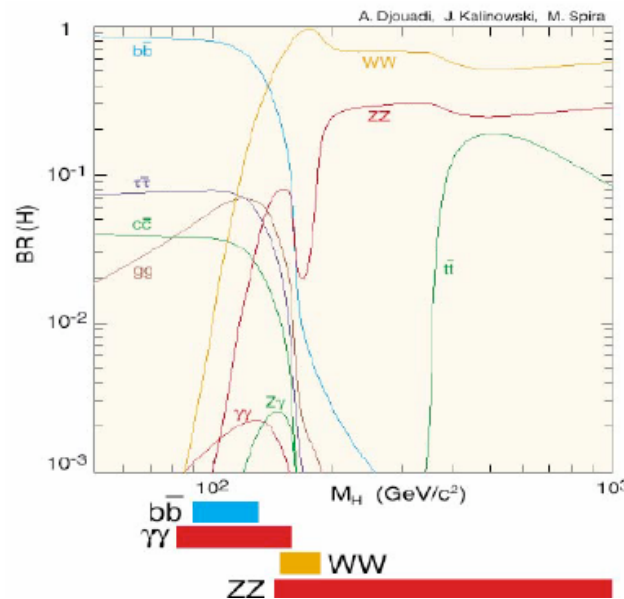 A. Djouadi, J. Kalinowski, M. Spira
1
bb̄
WW
ZZ
10⁻¹
ττ̄
cc̄
gg
BR(H)
tt̄
10⁻²
γγ
Zγ
10⁻³
10²
M_H (GeV/c²)
10³
bb̄
γγ
WW
ZZ